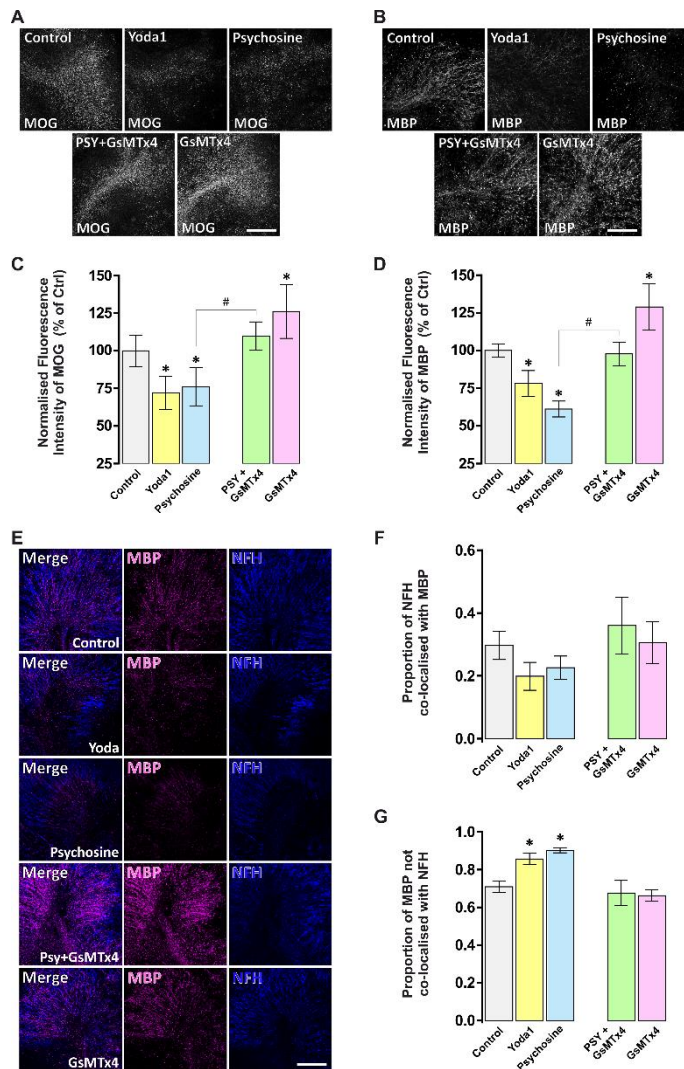 A
Control
Yoda1
Psychosine
MOG
MOG
MOG
PSY+GsMTx4
GsMTx4
MOG
MOG
B
Control
Yoda1
Psychosine
MBP
MBP
MBP
PSY+GsMTx4
GsMTx4
MBP
MBP
C
Normalised Fluorescence
Intensity of MOG (% of Ctrl)
150
125
100
75
50
25
*
*
#
*
Control
Yoda1
Psychosine
PSY +
GsMTx4
GsMTx4
D
Normalised Fluorescence
Intensity of MBP (% of Ctrl)
150
125
100
75
50
25
*
*
#
*
Control
Yoda1
Psychosine
PSY +
GsMTx4
GsMTx4
E
Merge
MBP
NFH
Control
Merge
MBP
NFH
Yoda
Merge
MBP
NFH
Psychosine
Merge
MBP
NFH
Psy+GsMTx4
Merge
MBP
NFH
GsMTx4
F
Proportion of NFH
co-localised with MBP
0.6
0.4
0.2
0.0
Control
Yoda1
Psychosine
PSY +
GsMTx4
GsMTx4
G
Proportion of MBP not
co-localised with NFH
1.0
0.8
0.6
0.4
0.2
0.0
*
*
Control
Yoda1
Psychosine
PSY +
GsMTx4
GsMTx4